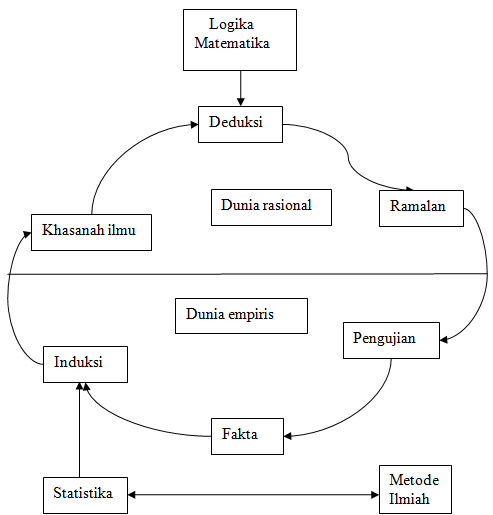 Logika
Matematika
Deduksi
Dunia rasional
Ramalan
Khasanah ilmu
Dunia empiris
Pengujian
Induksi
Fakta
Statistika
Metode
Ilmiah